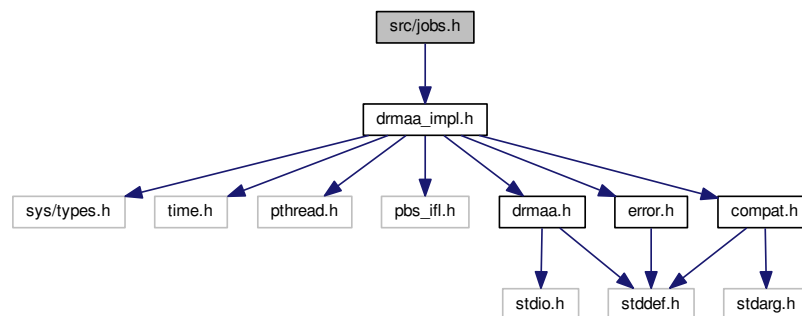 src/jobs.h
drmaa_impl.h
sys/types.h
time.h
pthread.h
pbs_ifl.h
drmaa.h
error.h
compat.h
stdio.h
stddef.h
stdarg.h